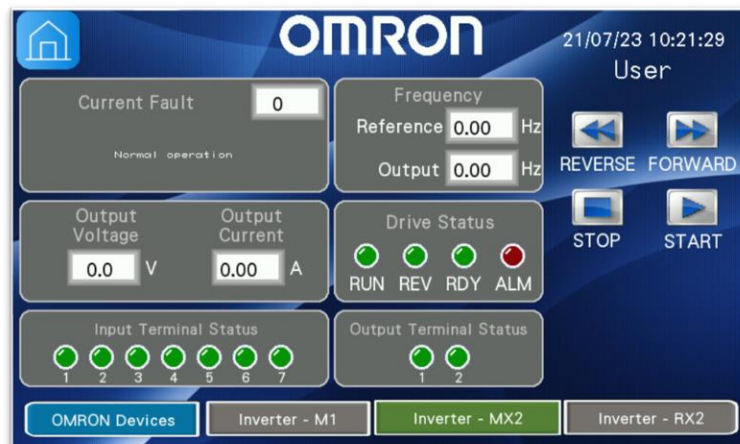 OMRON
21/07/23 10:21:29
User
Current Fault 0
Normal operation
Frequency
Reference 0.00 Hz
Output 0.00 Hz
REVERSE FORWARD
STOP START
Output Voltage
0.0 V
Output Current
0.00 A
Drive Status
RUN REV RDY ALM
Input Terminal Status
1 2 3 4 5 6 7
Output Terminal Status
1 2
OMRON Devices
Inverter - M1
Inverter - MX2
Inverter - RX2